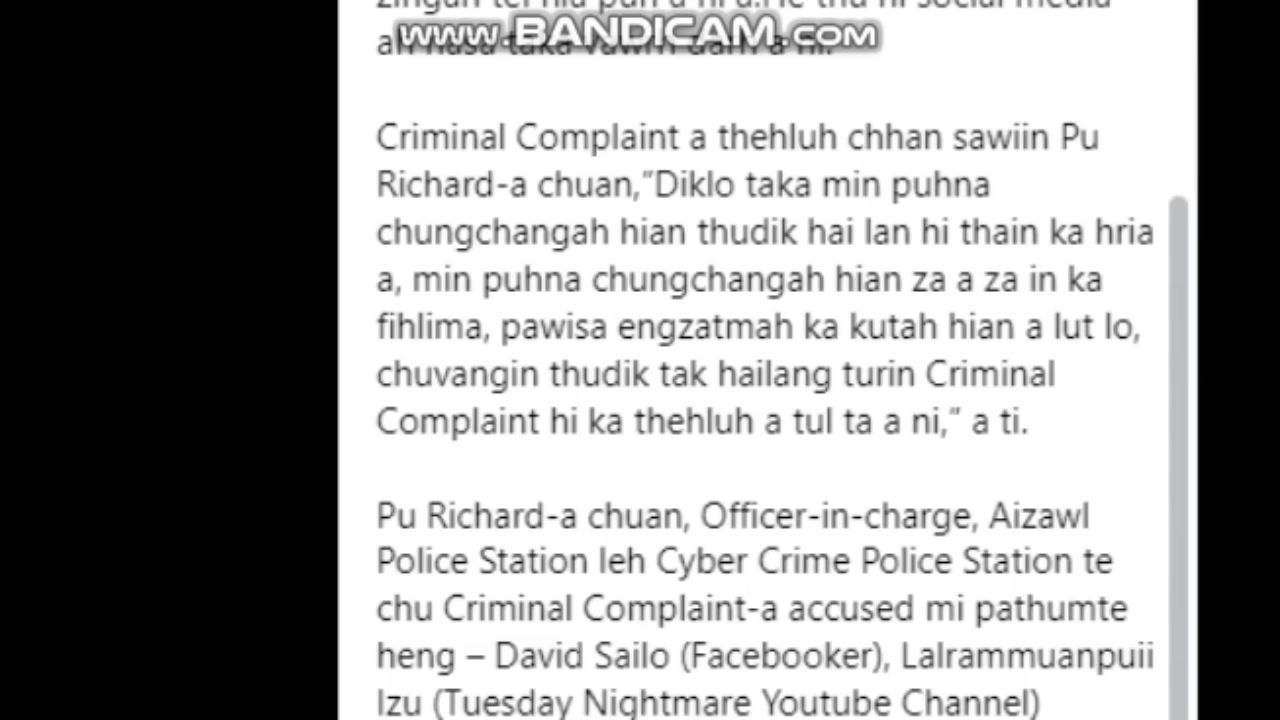 www.BANDICAM.com
Criminal Complaint a thehluh chhan sawiin Pu
Richard-a chuan,"Diklo taka min puhna
chungchangah hian thudik hai lan hi thain ka hria
a, min puhna chungchangah hian za a za in ka
fihlima, pawisa engzatmah ka kutah hian a lut lo,
chuvangin thudik tak hailang turin Criminal
Complaint hi ka thehluh a tul ta a ni," a ti.
Pu Richard-a chuan, Officer-in-charge, Aizawl
Police Station leh Cyber Crime Police Station te
chu Criminal Complaint-a accused mi pathumte
heng – David Sailo (Facebooker), Lalrammuanpuii
Izu (Tuesday Nightmare Youtube Channel)